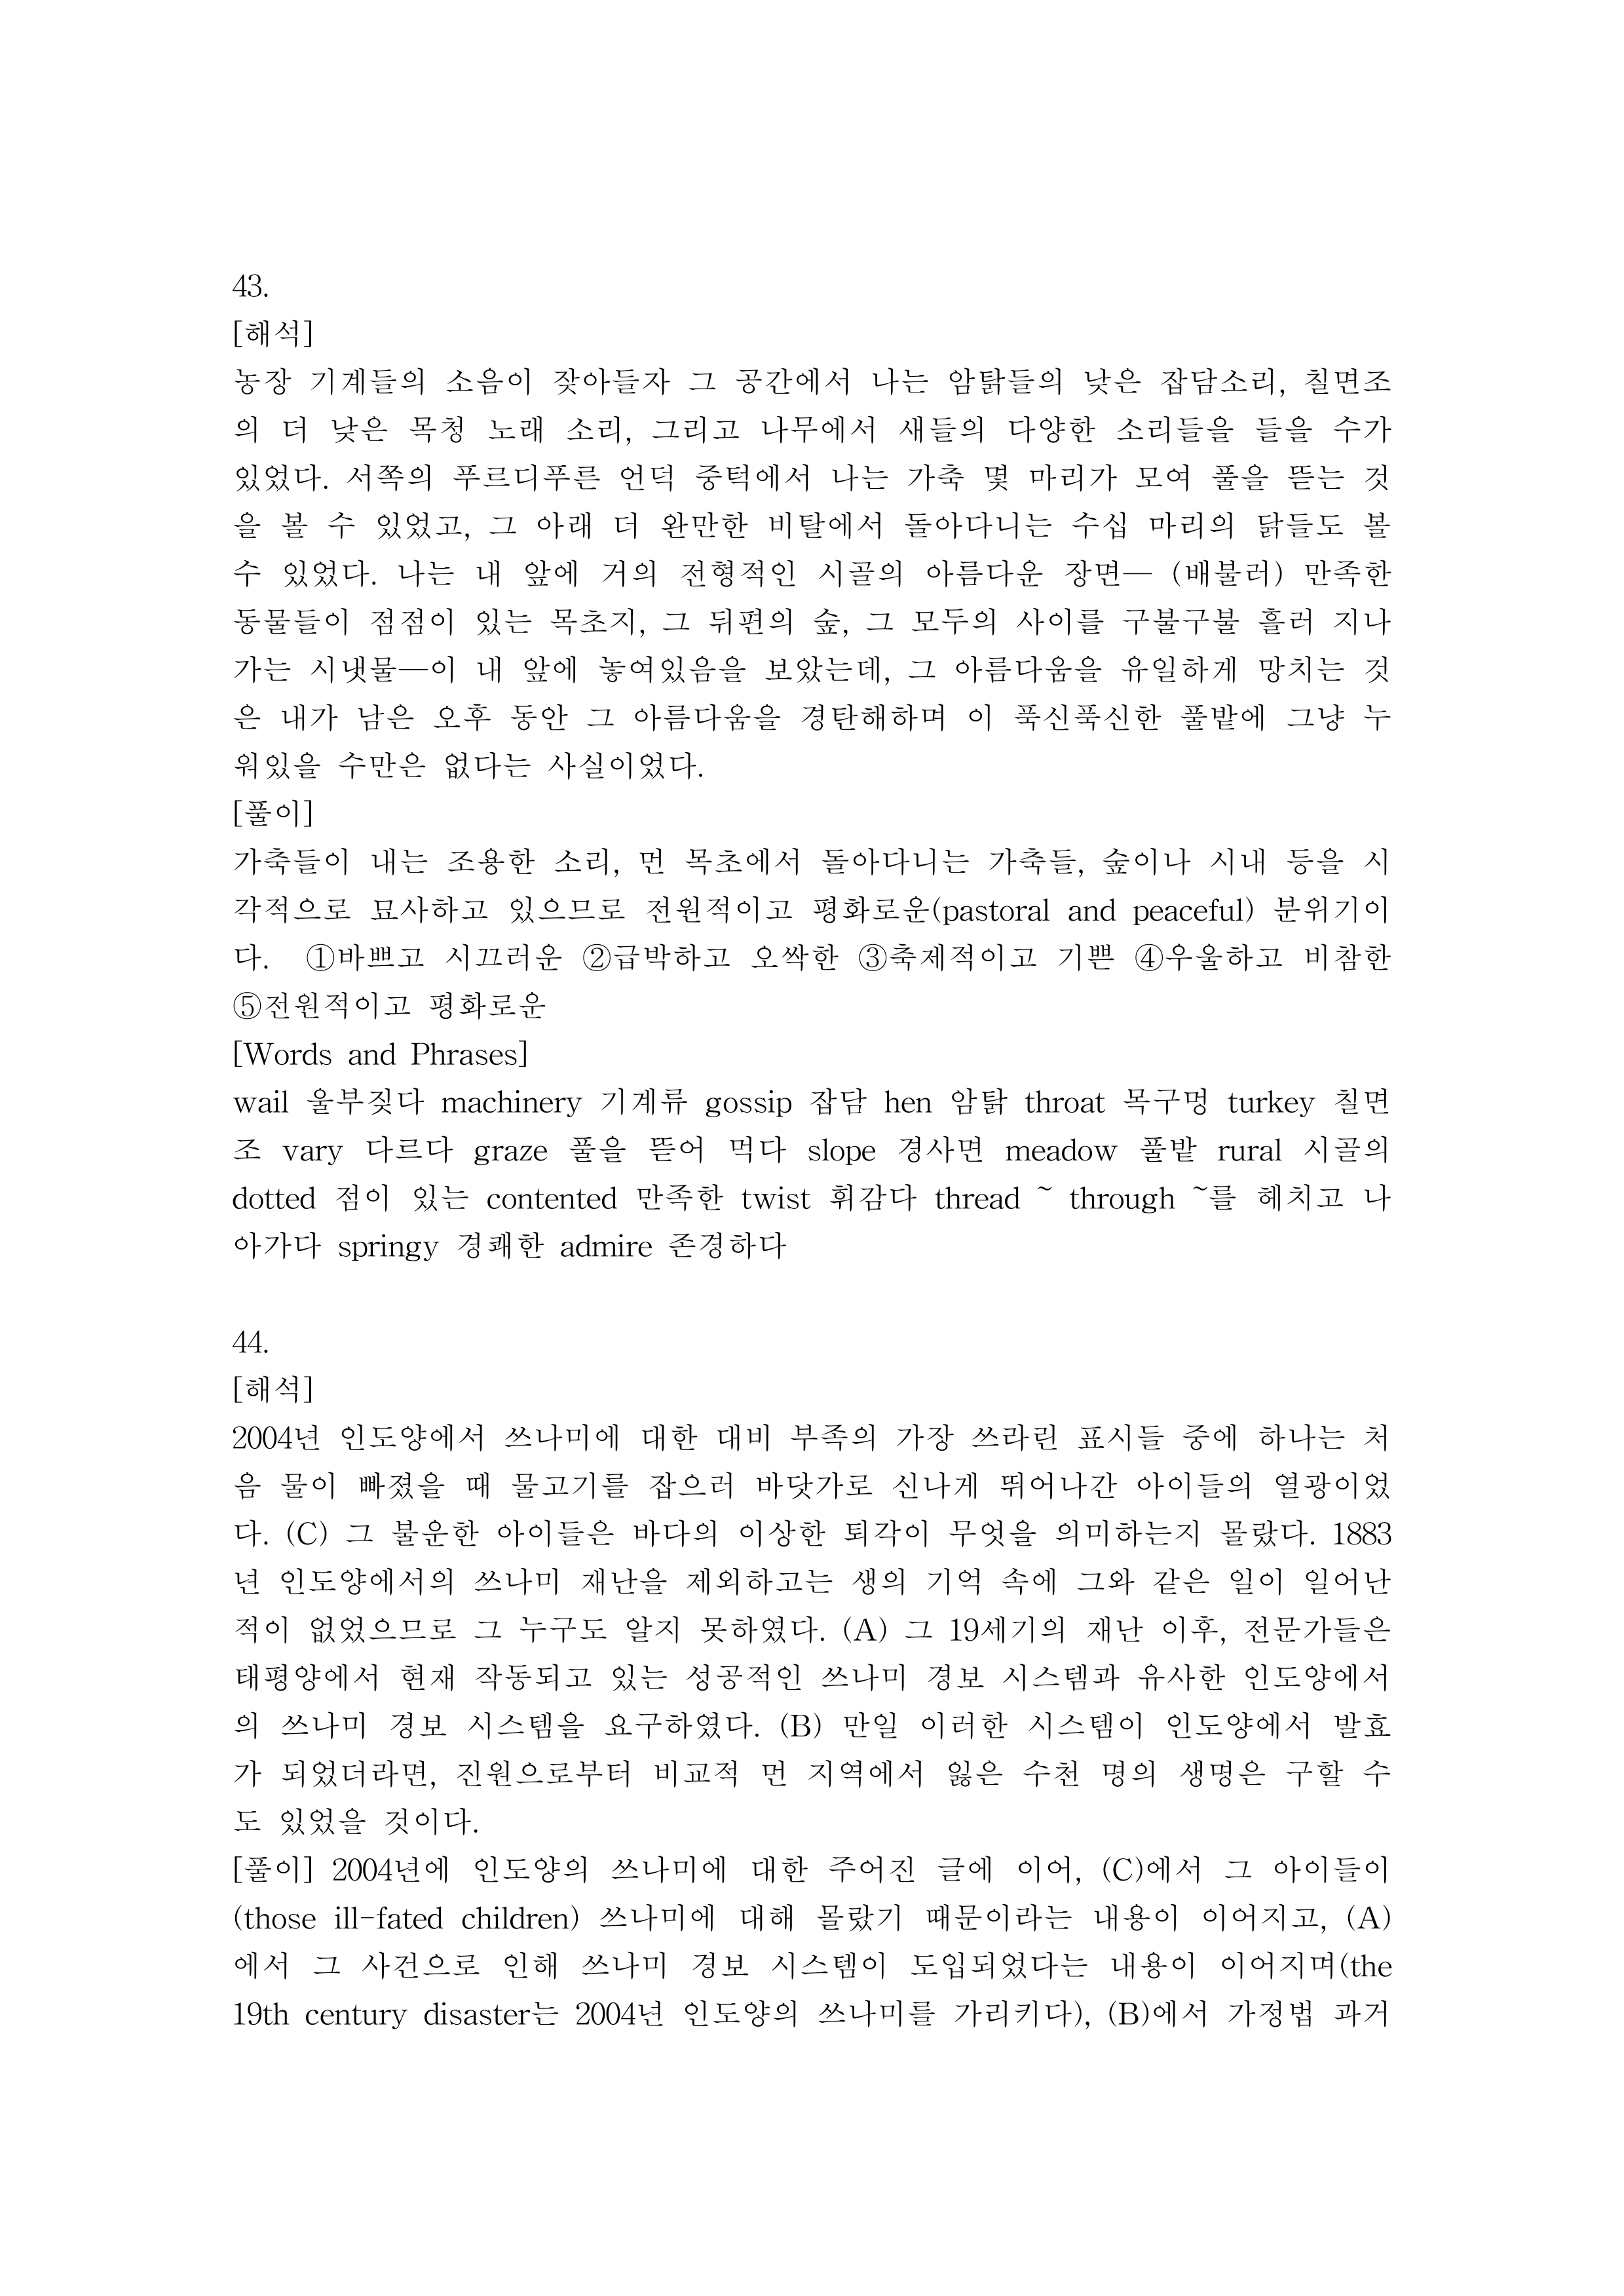 43.
[해석]
농장 기계들의 소음이 잦아들자 그 공간에서 나는 암탉들의 낮은 잡담소리, 칠면조
의 더 낮은 목청 노래 소리, 그리고 나무에서 새들의 다양한 소리들을 들을 수가
있었다. 서쪽의 푸르디푸른 언덕 중턱에서 나는 가축 몇 마리가 모여 풀을 뜯는 것
을 볼 수 있었고, 그 아래 더 완만한 비탈에서 돌아다니는 수십 마리의 닭들도 볼
수 있었다. 나는 내 앞에 거의 전형적인 시골의 아름다운 장면— (배불러) 만족한
동물들이 점점이 있는 목초지, 그 뒤편의 숲, 그 모두의 사이를 구불구불 흘러 지나
가는 시냇물—이 내 앞에 놓여있음을 보았는데, 그 아름다움을 유일하게 망치는 것
은 내가 남은 오후 동안 그 아름다움을 경탄해하며 이 푹신푹신한 풀밭에 그냥 누
워있을 수만은 없다는 사실이었다.
[풀이]
가축들이 내는 조용한 소리, 먼 목초에서 돌아다니는 가축들, 숲이나 시내 등을 시
각적으로 묘사하고 있으므로 전원적이고 평화로운(pastoral and peaceful) 분위기이
다. ①바쁘고 시끄러운 ②급박하고 오싹한 ③축제적이고 기쁜 ④우울하고 비참한
⑤전원적이고 평화로운
[Words and Phrases]
wail 울부짖다 machinery 기계류 gossip 잡담 hen 암탉 throat 목구멍 turkey 칠면
조 vary 다르다 graze 풀을 뜯어 먹다 slope 경사면 meadow 풀밭 rural 시골의
dotted 점이 있는 contented 만족한 twist 휘감다 thread ~ through ~를 헤치고 나
아가다 springy 경쾌한 admire 존경하다
44.
[해석]
2004년 인도양에서 쓰나미에 대한 대비 부족의 가장 쓰라린 표시들 중에 하나는 처
음 물이 빠졌을 때 물고기를 잡으러 바닷가로 신나게 뛰어나간 아이들의 열광이었
다. (C) 그 불운한 아이들은 바다의 이상한 퇴각이 무엇을 의미하는지 몰랐다. 1883
년 인도양에서의 쓰나미 재난을 제외하고는 생의 기억 속에 그와 같은 일이 일어난
적이 없었으므로 그 누구도 알지 못하였다. (A) 그 19세기의 재난 이후, 전문가들은
태평양에서 현재 작동되고 있는 성공적인 쓰나미 경보 시스템과 유사한 인도양에서
의 쓰나미 경보 시스템을 요구하였다. (B) 만일 이러한 시스템이 인도양에서 발효
가 되었더라면, 진원으로부터 비교적 먼 지역에서 잃은 수천 명의 생명은 구할 수
도 있었을 것이다.
[풀이] 2004년에 인도양의 쓰나미에 대한 주어진 글에 이어, (C)에서 그 아이들이
(those ill-fated children) 쓰나미에 대해 몰랐기 때문이라는 내용이 이어지고, (A)
에서 그 사건으로 인해 쓰나미 경보 시스템이 도입되었다는 내용이 이어지며(the
19th century disaster는 2004년 인도양의 쓰나미를 가리키다), (B)에서 가정법 과거